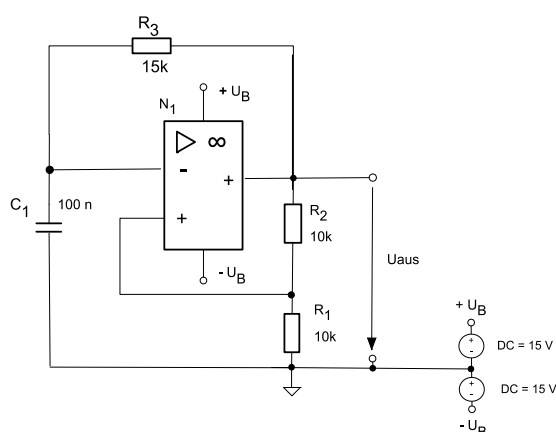 R3
15k
N1
+ UB
▷ ∞
-
+
+
C1
100 n
R2
10k
Uaus
- UB
R1
10k
+ UB
+
-
DC = 15 V
+
-
DC = 15 V
- UB